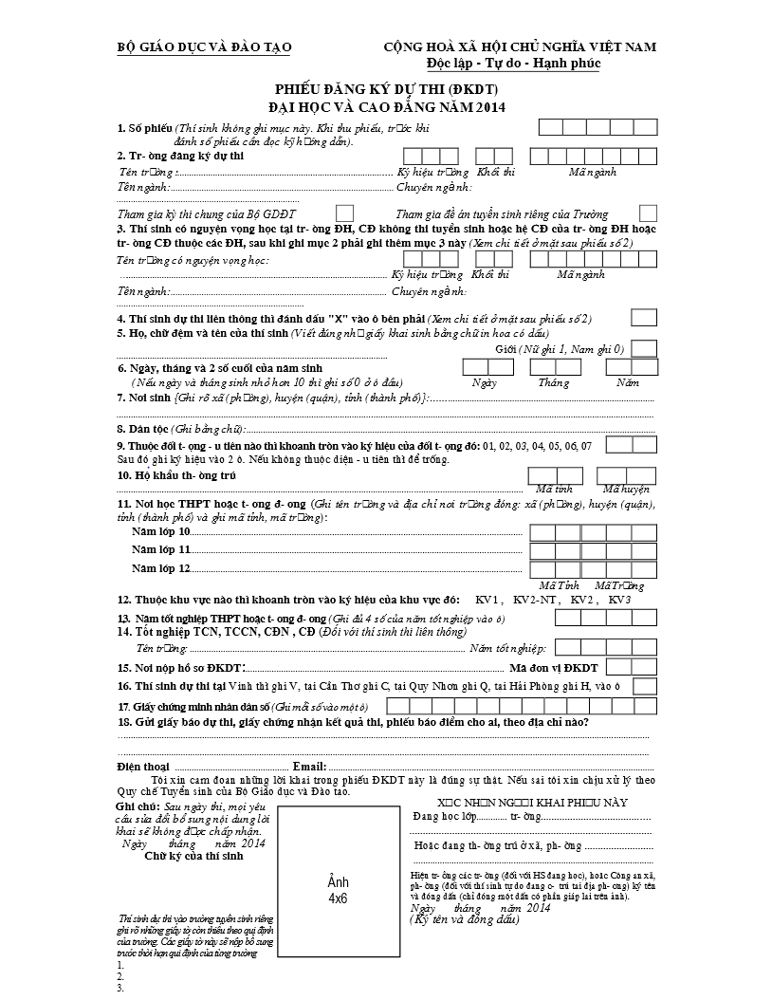 BỘ GIÁO DỤC VÀ ĐÀO TẠO
CỘNG HOÀ XÃ HỘI CHỦ NGHĨA VIỆT NAM
Độc lập - Tự do - Hạnh phúc
PHIẾU ĐĂNG KÝ DỰ THI (ĐKDT)
ĐẠI HỌC VÀ CAO ĐẲNG NĂM 2014
1. Số phiếu (Thí sinh không ghi mục này. Khi thu phiếu, tr□ớc khi
đánh số phiếu cần đọc kỹ h□ớng dẫn).
2. Tr- ờng đăng ký dự thi
Tên tr□ờng :........ Ký hiệu tr□ờng Khối thi Mã ngành
Tên ngành:........ Chuyên ngành:
........
Tham gia kỳ thi chung của Bộ GDĐT Tham gia đề án tuyển sinh riêng của Trường
3. Thí sinh có nguyện vọng học tại tr- ờng ĐH, CĐ không thi tuyển sinh hoặc hệ CĐ của tr- ờng ĐH hoặc
tr- ờng CĐ thuộc các ĐH, sau khi ghi mục 2 phải ghi thêm mục 3 này (Xem chi tiết ở mặt sau phiếu số 2)
Tên tr□ờng có nguyện vọng học:
........ Ký hiệu tr□ờng Khối thi Mã ngành
Tên ngành:........ Chuyên ngành:
........
4. Thí sinh dự thi liên thông thì đánh dấu "X" vào ô bên phải (Xem chi tiết ở mặt sau phiếu số 2)
5. Họ, chữ đệm và tên của thí sinh (Viết đúng nh□ giấy khai sinh bằng chữ in hoa có dấu)
........ Giới (Nữ ghi 1, Nam ghi 0)
6. Ngày, tháng và 2 số cuối của năm sinh
(Nếu ngày và tháng sinh nhỏ hơn 10 thì ghi số 0 ở ô đầu) Ngày Tháng Năm
7. Nơi sinh {Ghi rõ xã (ph□ờng), huyện (quận), tỉnh (thành phố)}:........
........
8. Dân tộc (Ghi bằng chữ):........
9. Thuộc đối t- ợng - u tiên nào thì khoanh tròn vào ký hiệu của đối t- ợng đó: 01, 02, 03, 04, 05, 06, 07
Sau đó ghi ký hiệu vào 2 ô. Nếu không thuộc diện - u tiên thì để trống.
10. Hộ khẩu th- ờng trú
........ Mã tỉnh Mã huyện
11. Nơi học THPT hoặc t- ơng đ- ơng (Ghi tên tr□ờng và địa chỉ nơi tr□ờng đóng: xã (ph□ờng), huyện (quận),
tỉnh (thành phố) và ghi mã tỉnh, mã tr□ờng):
Năm lớp 10........
Năm lớp 11........
Năm lớp 12........
Mã Tỉnh Mã Tr□ờng
12. Thuộc khu vực nào thì khoanh tròn vào ký hiệu của khu vực đó: KV1 , KV2-NT , KV2 , KV3
13. Năm tốt nghiệp THPT hoặc t- ơng đ- ơng (Ghi đủ 4 số của năm tốt nghiệp vào ô)
14. Tốt nghiệp TCN, TCCN, CĐN , CĐ (Đối với thí sinh thi liên thông)
Tên tr□ờng: ........ Năm tốt nghiệp:
15. Nơi nộp hồ sơ ĐKDT:........ Mã đơn vị ĐKDT
16. Thí sinh dự thi tại Vinh thì ghi V, tại Cần Thơ ghi C, tại Quy Nhơn ghi Q, tại Hải Phòng ghi H, vào ô
17. Giấy chứng minh nhân dân số (Ghi mỗi số vào một ô)
18. Gửi giấy báo dự thi, giấy chứng nhận kết quả thi, phiếu báo điểm cho ai, theo địa chỉ nào?
........
........
Điện thoại ........ Email: ........
Tôi xin cam đoan những lời khai trong phiếu ĐKDT này là đúng sự thật. Nếu sai tôi xin chịu xử lý theo
Quy chế Tuyển sinh của Bộ Giáo dục và Đào tạo.
Ghi chú: Sau ngày thi, mọi yêu
cầu sửa đổi bổ sung nội dung lời
khai sẽ không đ□ợc chấp nhận.
Ngày tháng năm 2014
Chữ ký của thí sinh
Ảnh
4x6
X□C NH□N NG□□I KHAI PHI□U NÀY
Đang học lớp........ tr- ờng........
........
Hoặc đang th- ờng trú ở xã, ph- ờng ........
........
Hiệu tr- ởng các tr- ờng (đối với HS đang học), hoặc Công an xã,
ph- ờng (đối với thí sinh tự do đang c- trú tại địa ph- ơng) ký tên
và đóng dấu (chỉ đóng một dấu có phần giáp lai trên ảnh).
Ngày tháng năm 2014
(Ký tên và đóng dấu)
Thí sinh dự thi vào trường tuyển sinh riêng
ghi rõ những giấy tờ còn thiếu theo qui định
của trường. Các giấy tờ này sẽ nộp bổ sung
trước thời hạn qui định của từng trường
1.
2.
3.